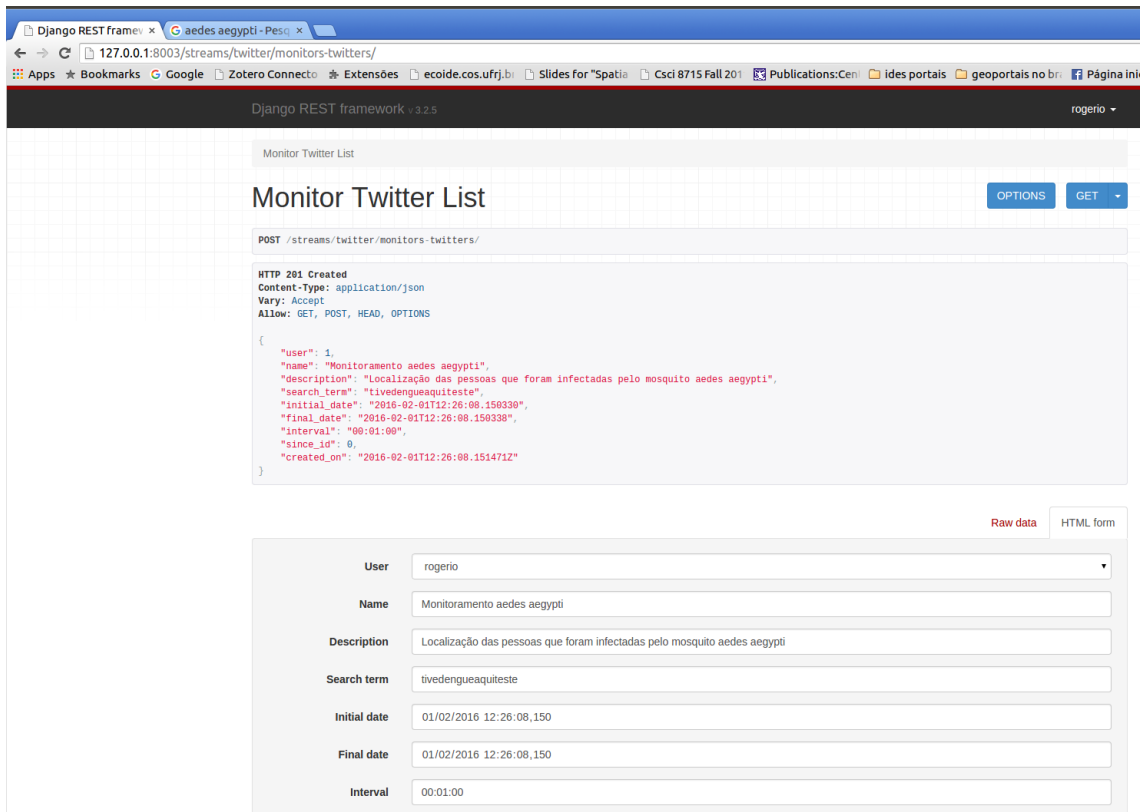 Django REST framew × aedes aegypti - Pesq ×
127.0.0.1:8003/streams/twitter/monitors-twitters/
Apps Bookmarks Google Zotero Connecto Extensões ecoide.cos.ufrj.b Slides for "Spatia Csci 8715 Fall 201 Publications:Cen ides portais geoportais no br Página ini
Django REST framework v 3.2.5 rogerio
Monitor Twitter List
Monitor Twitter List OPTIONS GET
POST /streams/twitter/monitors-twitters/
HTTP 201 Created
Content-Type: application/json
Vary: Accept
Allow: GET, POST, HEAD, OPTIONS
{
"user": 1,
"name": "Monitoramento aedes aegypti",
"description": "Localização das pessoas que foram infectadas pelo mosquito aedes aegypti",
"search_term": "tivedengueaquiteste",
"initial_date": "2016-02-01T12:26:08.150330",
"final_date": "2016-02-01T12:26:08.150338",
"interval": "00:01:00",
"since_id": 0,
"created_on": "2016-02-01T12:26:08.151471Z"
}
Raw data HTML form
User rogerio
Name Monitoramento aedes aegypti
Description Localização das pessoas que foram infectadas pelo mosquito aedes aegypti
Search term tivedengueaquiteste
Initial date 01/02/2016 12:26:08,150
Final date 01/02/2016 12:26:08,150
Interval 00:01:00